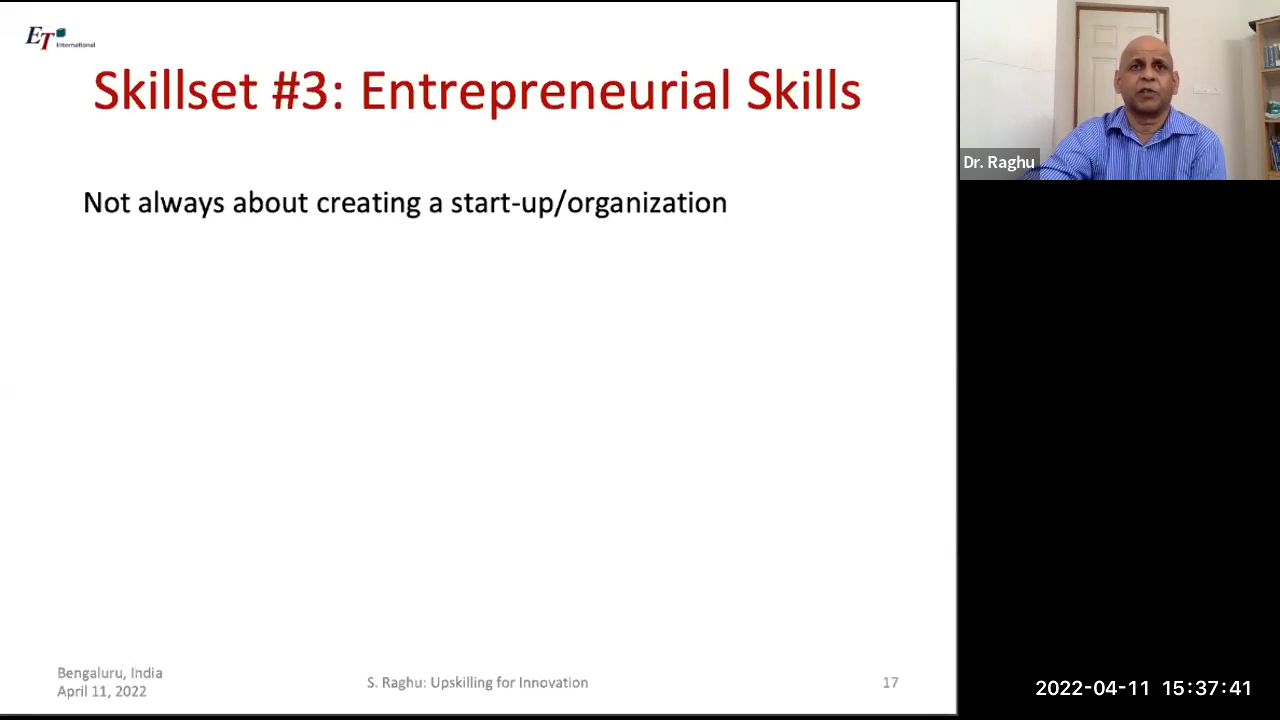 ET International
Skillset #3: Entrepreneurial Skills
Dr. Raghu
Not always about creating a start-up/organization
Bengaluru, India
April 11, 2022
S. Raghu: Upskilling for Innovation
17
2022-04-11 15:37:41